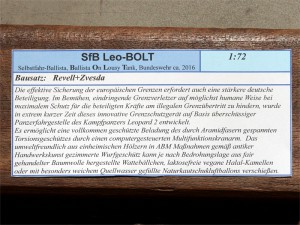 SfB Leo-BOLT
1:72
Selbstfahr-Ballista, Ballista On Lousy Tank, Bundeswehr ca. 2016
Bausatz: Revell+Zvesda
Die effektive Sicherung der europäischen Grenzen erfordert auch eine stärkere deutsche
Beteiligung. Im Bemühen, eindringende Grenzverletzer auf möglichst humane Weise bei
maximalem Schutz für die beteiligten Kräfte am illegalen Grenzübertritt zu hindern, wurde
in extrem kurzer Zeit dieses innovative Grenzschutzgerät auf Basis überschüssiger
Panzerfahrgestelle des Kampfpanzers Leopard 2 entwickelt.
Es ermöglicht eine vollkommen geschützte Beladung des durch Aramidfasern gespannten
Torsionsgeschützes durch einen computergesteuerten Multifunktionsroboterarm. Das
umweltfreundlich aus einheimischen Hölzern in ABM Maßnahmen gemäß antiker
Handwerkskunst gezimmerte Wurfgeschütz kann je nach Bedrohungslage aus fair
gehandelter Baumwolle hergestellte Wattebällchen, laktosefreie vegane Halal-Kamellen
oder mit besonders weichem Quellwasser gefüllte Naturkautschukluftballons verschießen.